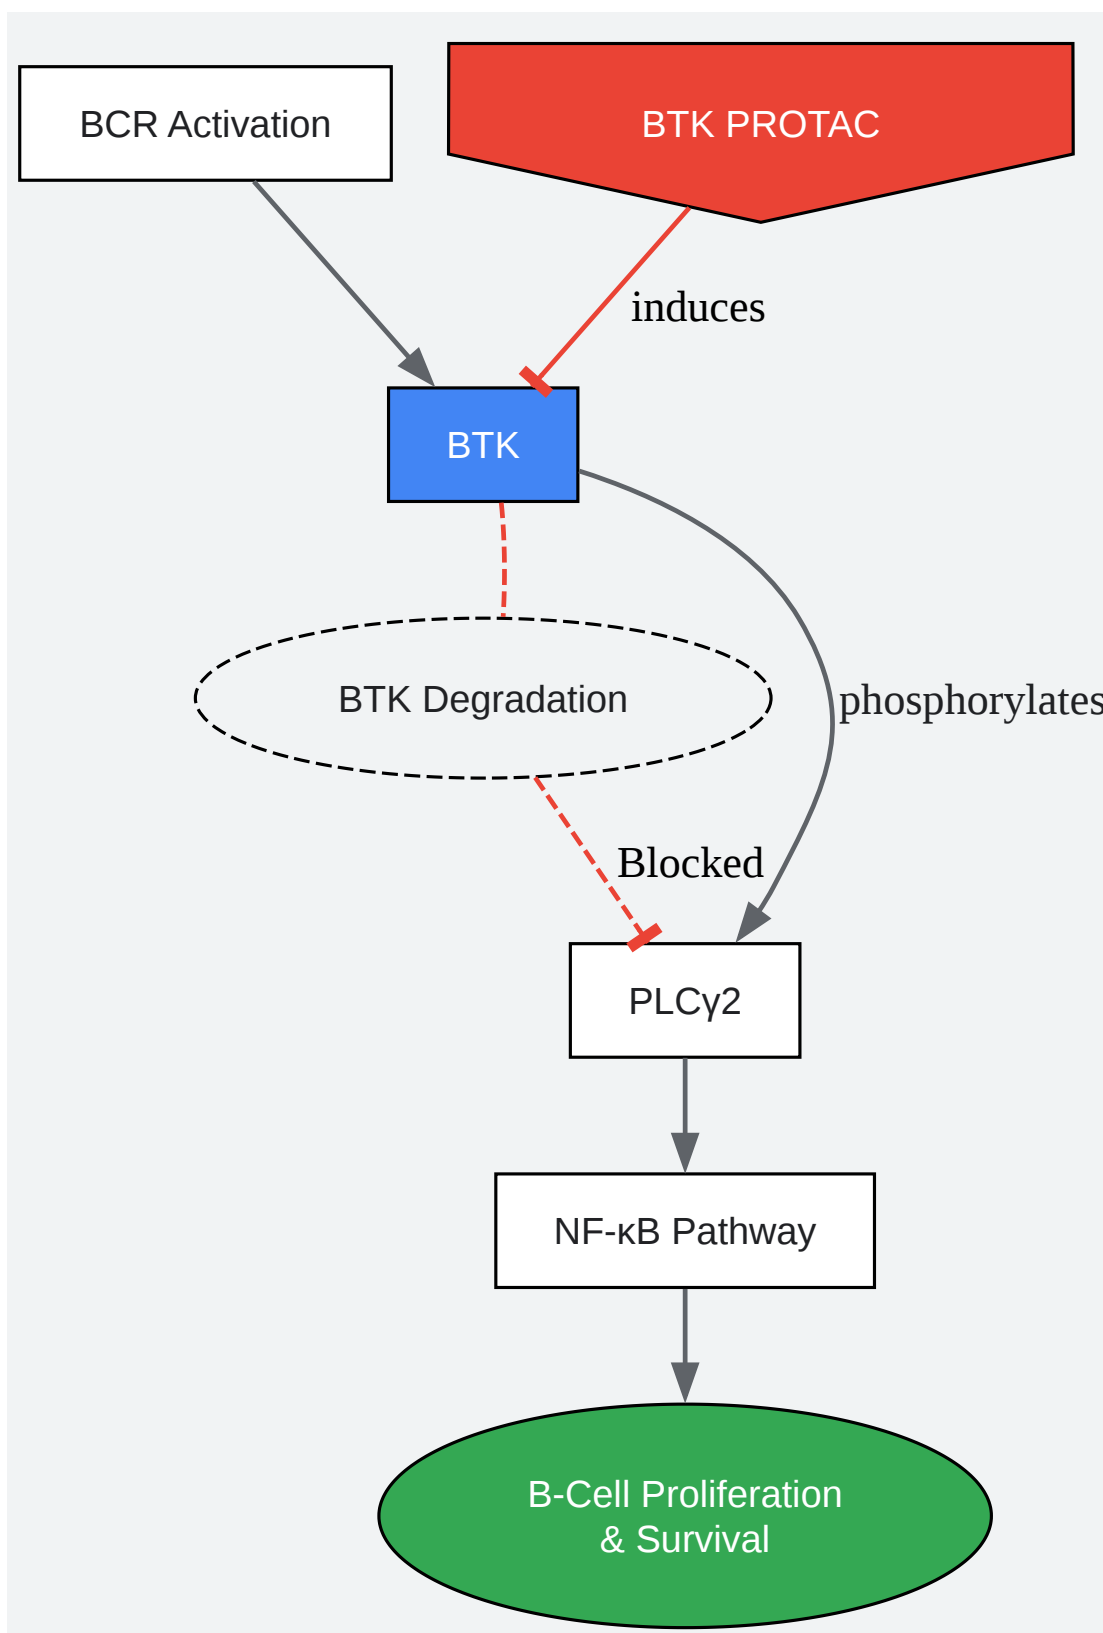 BCR Activation
BTK PROTAC
induces
BTK
BTK Degradation
phosphorylates
Blocked
PLCγ2
NF-κB Pathway
B-Cell Proliferation
& Survival